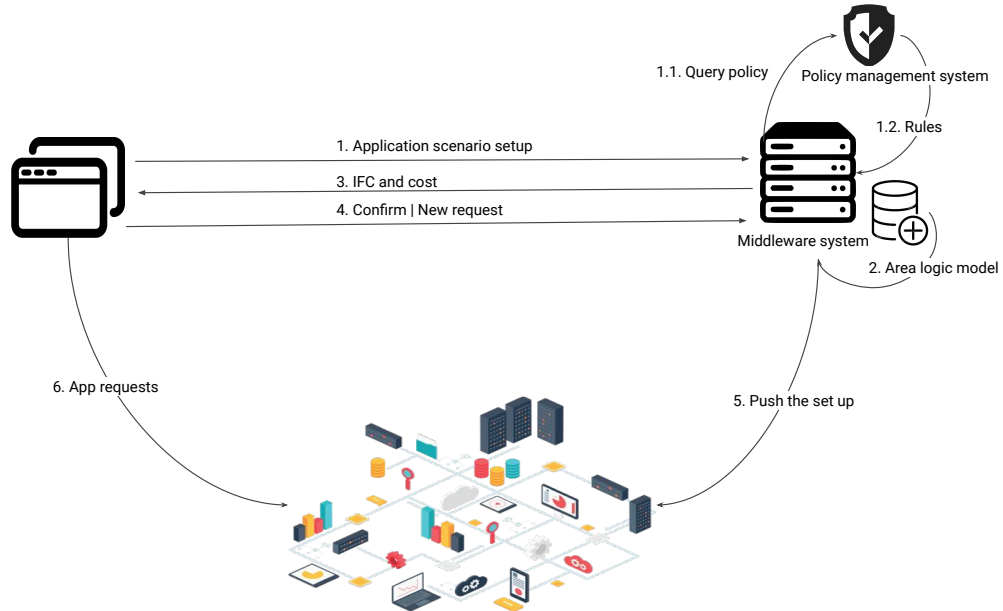 1.1. Query policy
Policy management system
1.2. Rules
1. Application scenario setup
3. IFC and cost
4. Confirm | New request
Middleware system
2. Area logic model
6. App requests
5. Push the set up